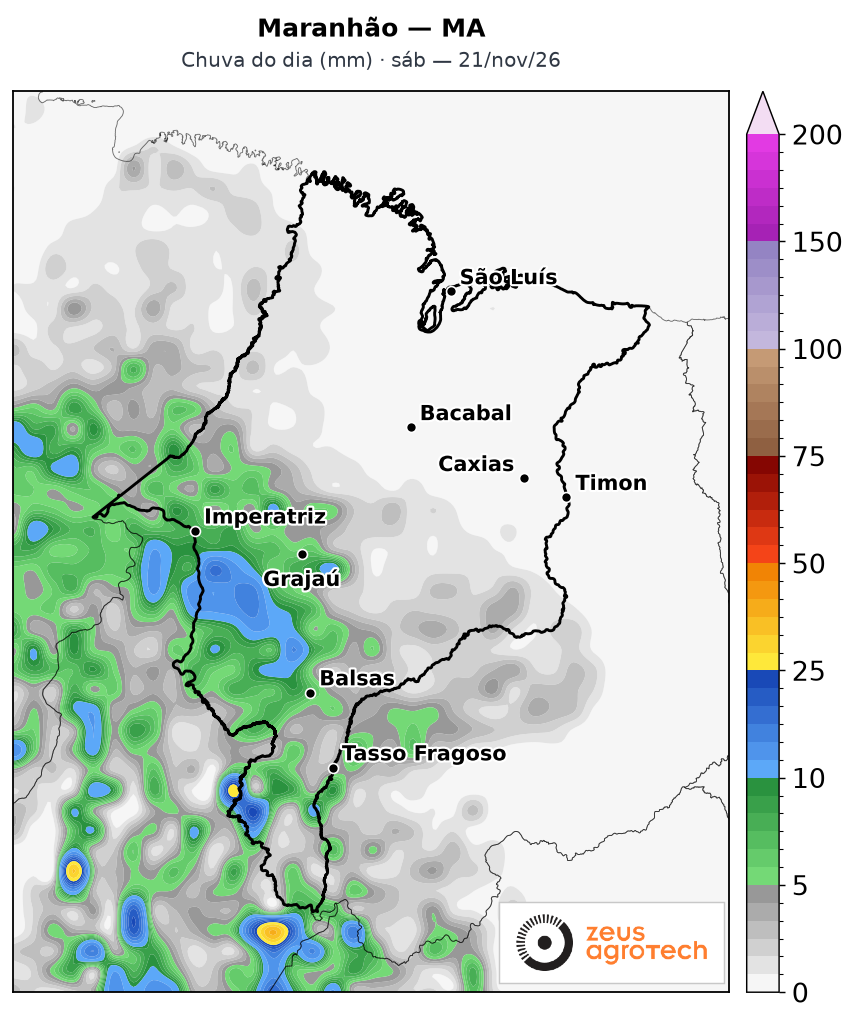 Maranhão — MA
Chuva do dia (mm) · sáb — 21/nov/26
São Luís
Bacabal
Caxias
Timon
Imperatriz
Grajaú
Balsas
Tasso Fragoso
200
150
100
75
50
25
10
5
0
zeus
agrotech